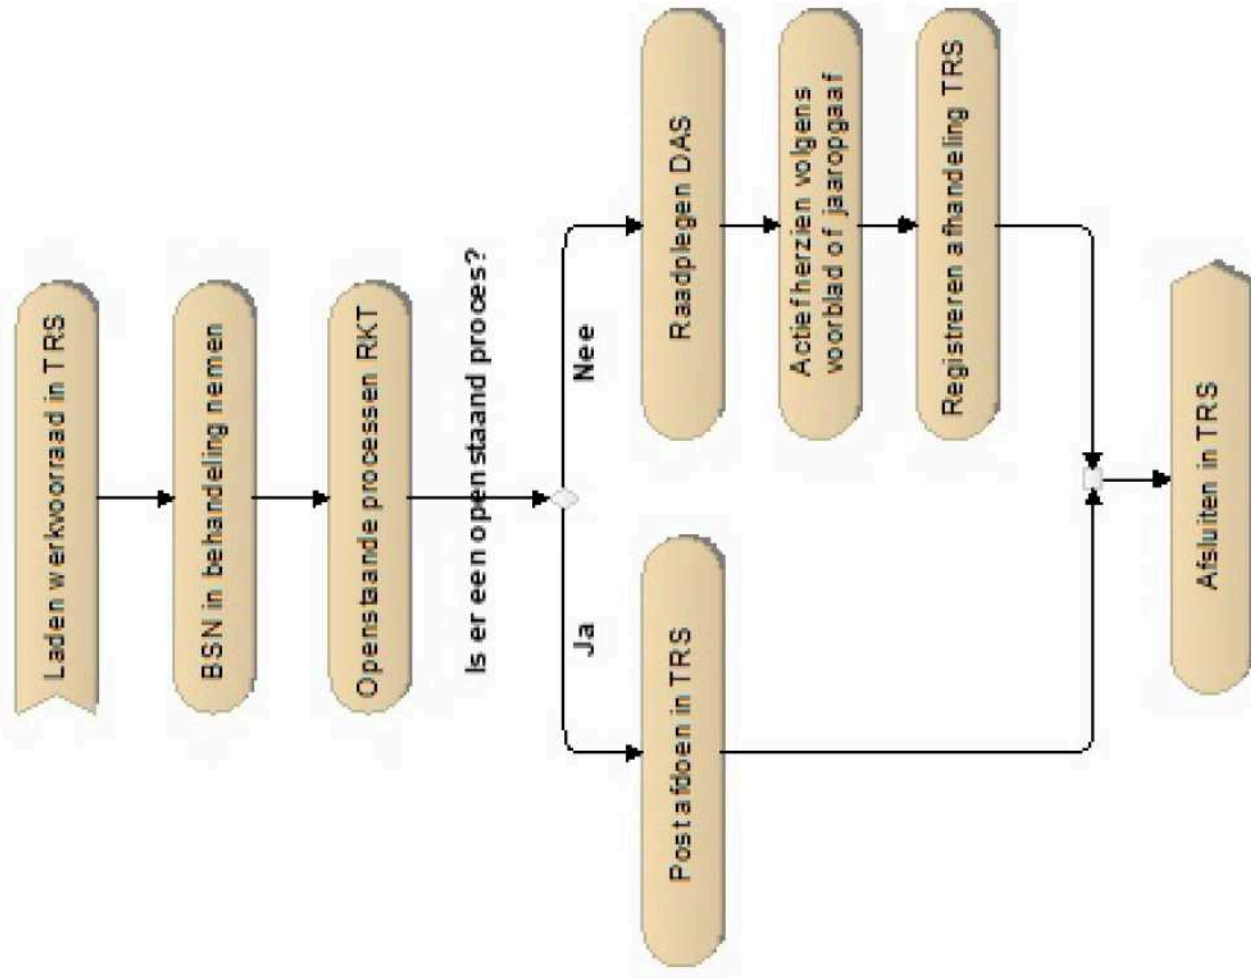 Laden werkvoorraad in TRS
BSN in behandeling nemen
Openstaande processen RKT
Is er een openstaand proces?
Ja
Nee
Post afdoen in TRS
Raadplegen DAS
Actief herzien volgens
voorblad of jaaropgaaf
Registreren afhandeling TRS
Afsluiten in TRS